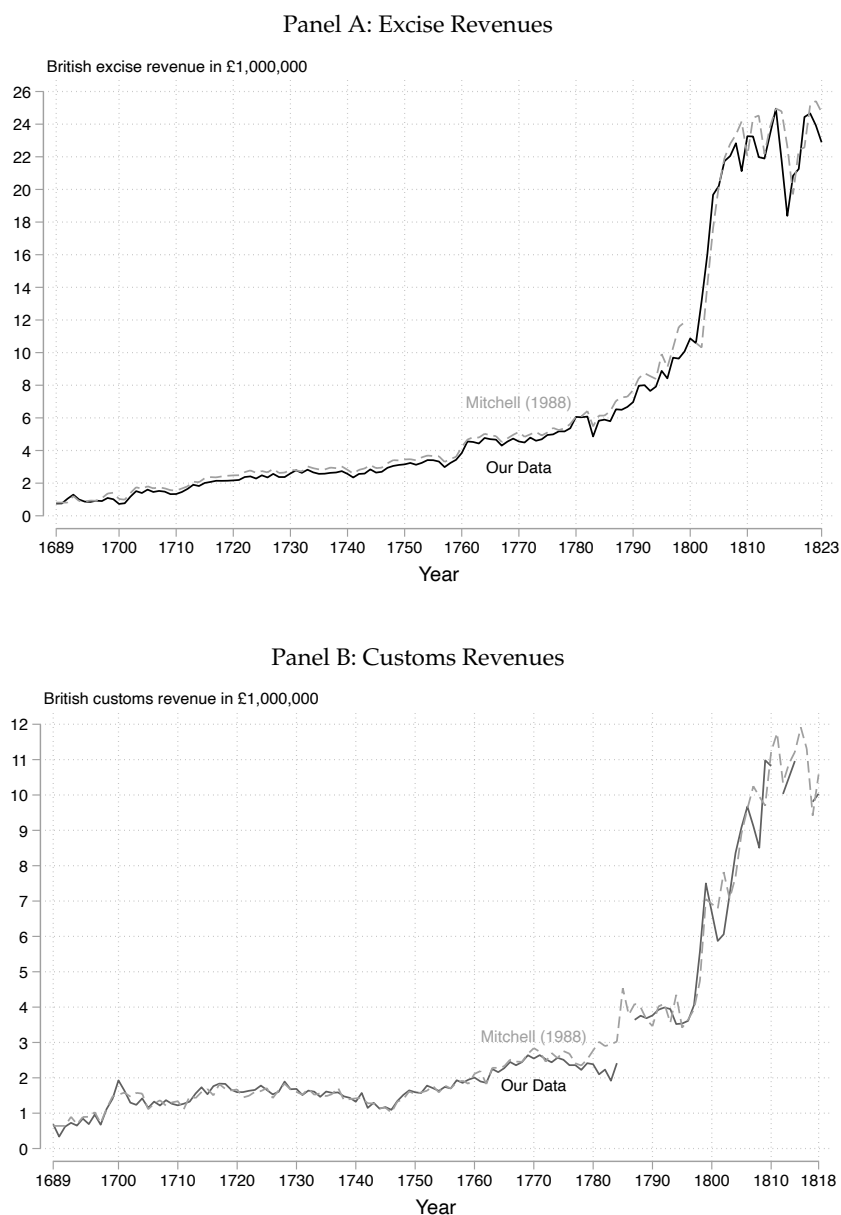 Panel A: Excise Revenues
British excise revenue in £1,000,000
26
24
22
20
18
16
14
12
10
8
6
4
2
0
Mitchell (1988)
Our Data
1689 1700 1710 1720 1730 1740 1750 1760 1770 1780 1790 1800 1810 1823
Year
Panel B: Customs Revenues
British customs revenue in £1,000,000
12
11
10
9
8
7
6
5
4
3
2
1
0
Mitchell (1988)
Our Data
1689 1700 1710 1720 1730 1740 1750 1760 1770 1780 1790 1800 1810 1818
Year